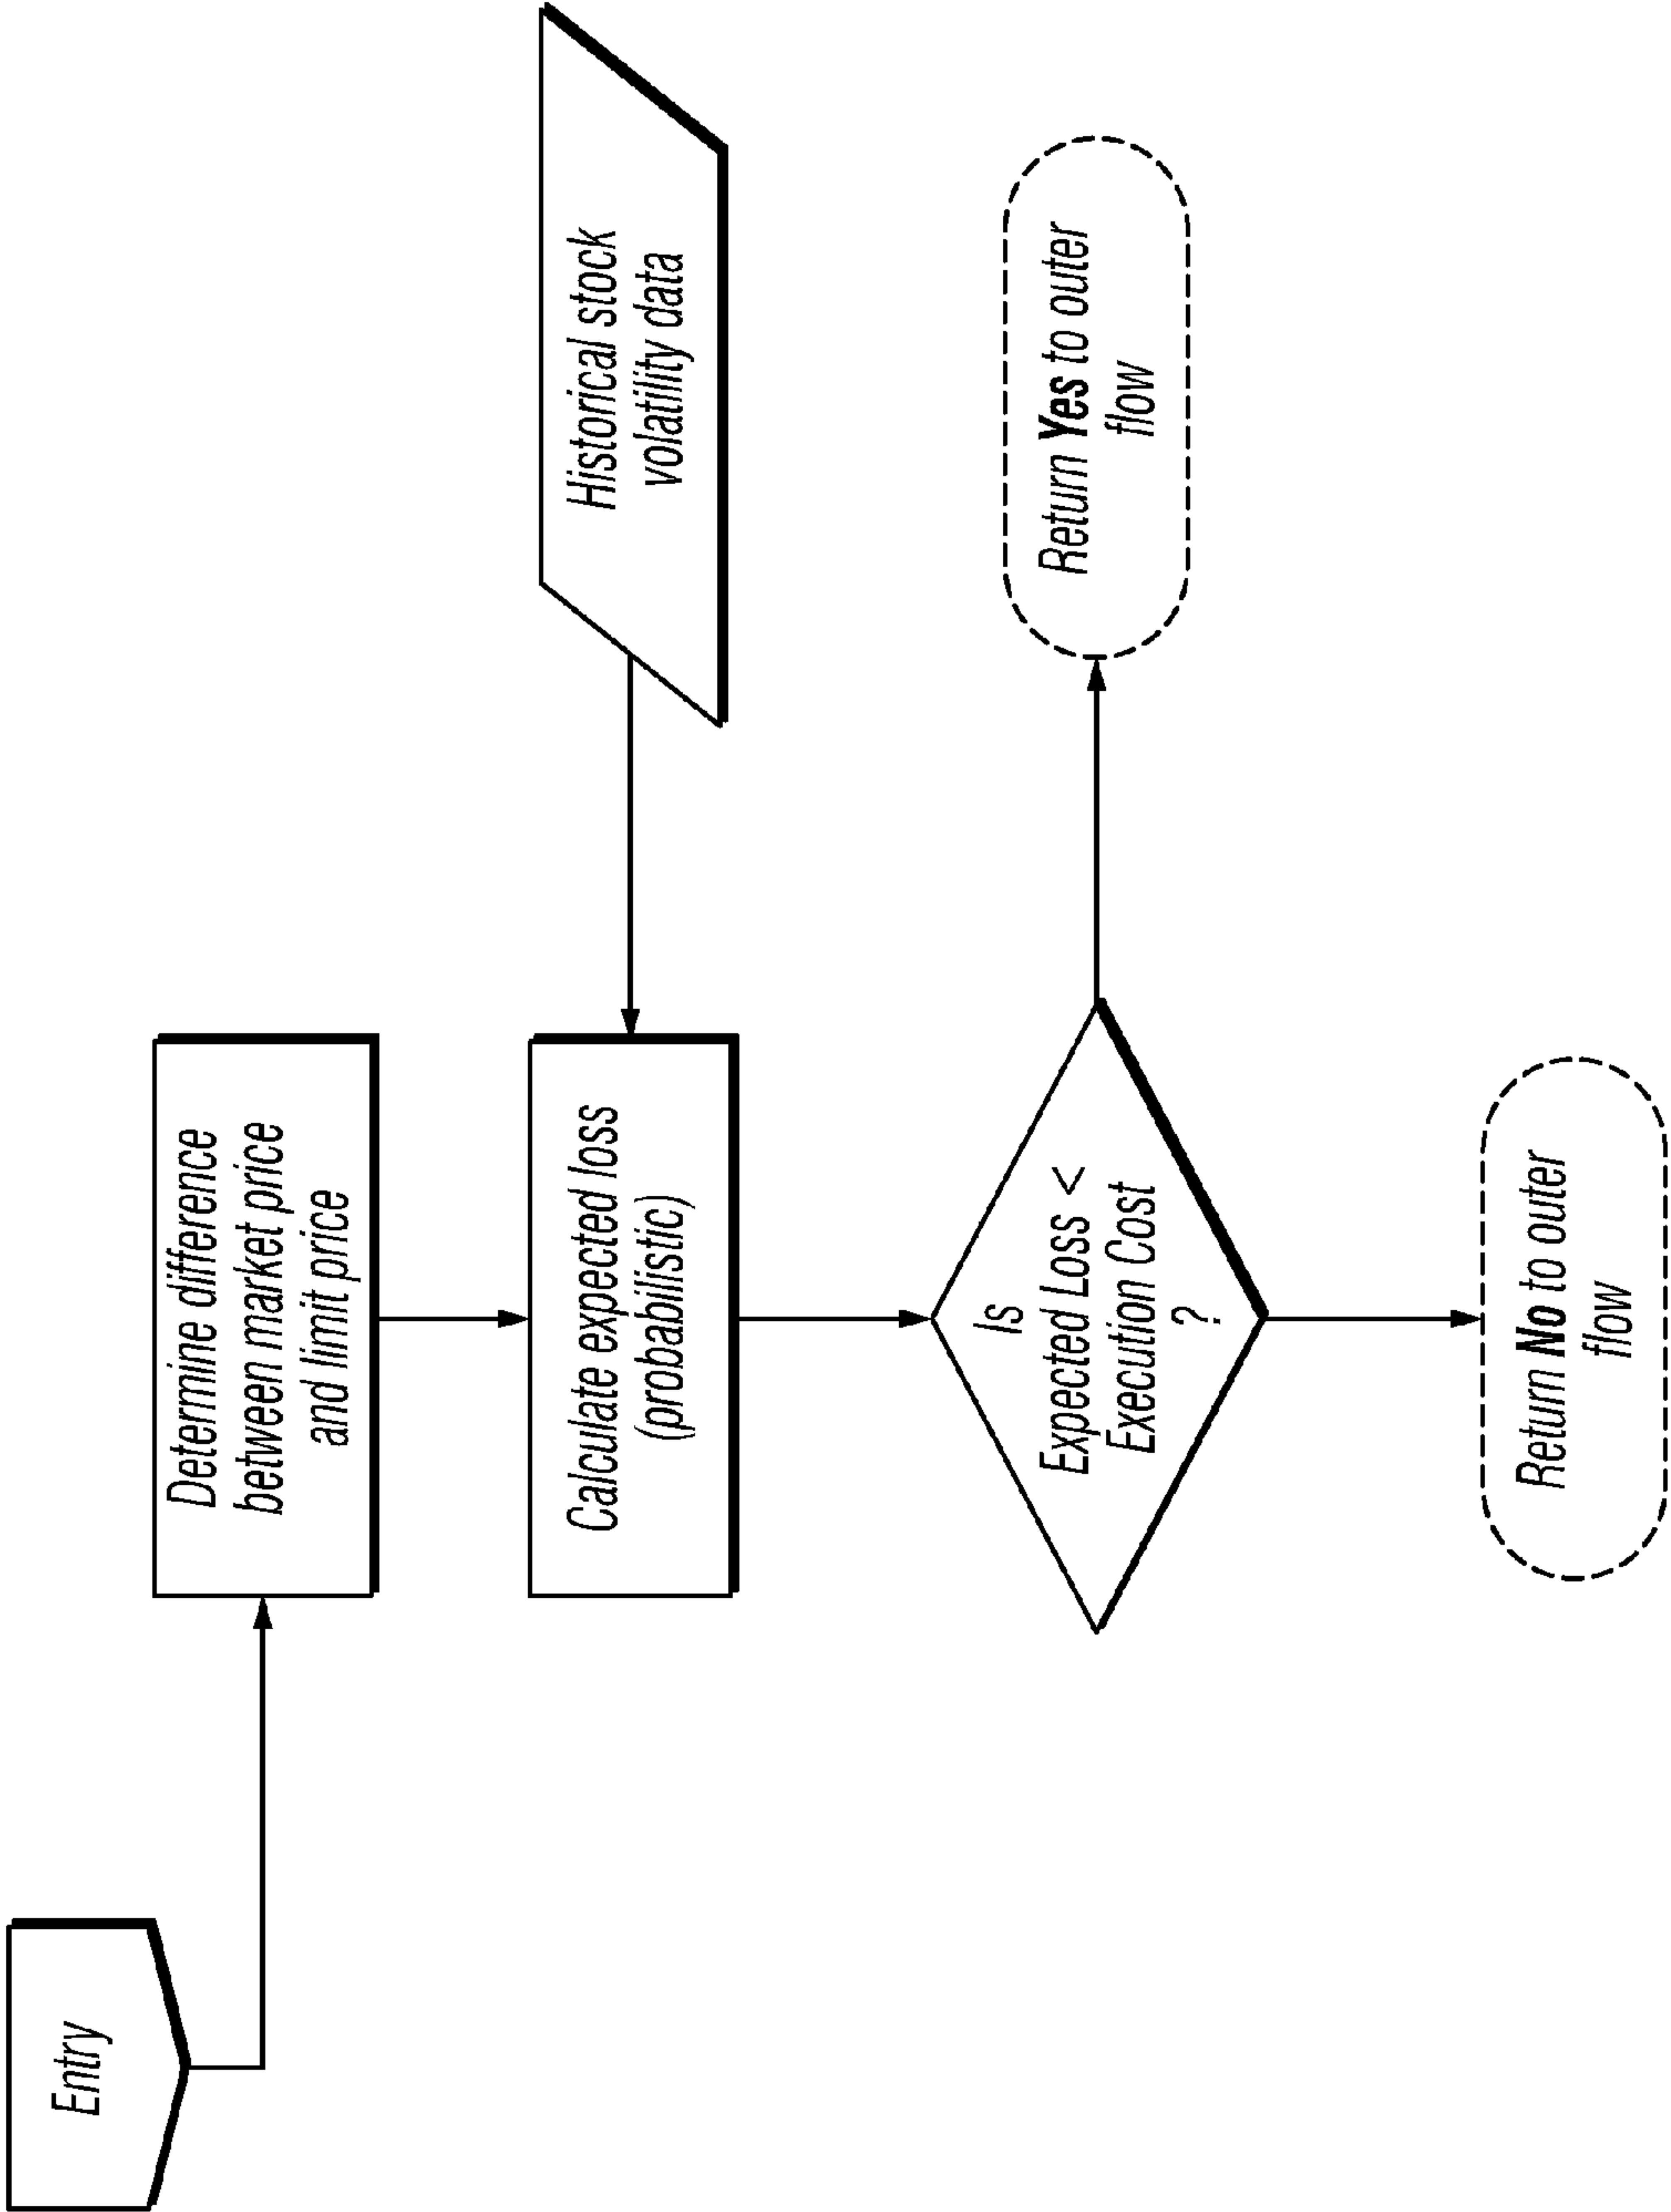 Entry
Determine difference
between market price
and limit price
Calculate expected loss
(probabilistic)
Historical stock
volatility data
Is
Expected Loss <
Execution Cost
?
Return Yes to outer
flow
Return No to outer
flow